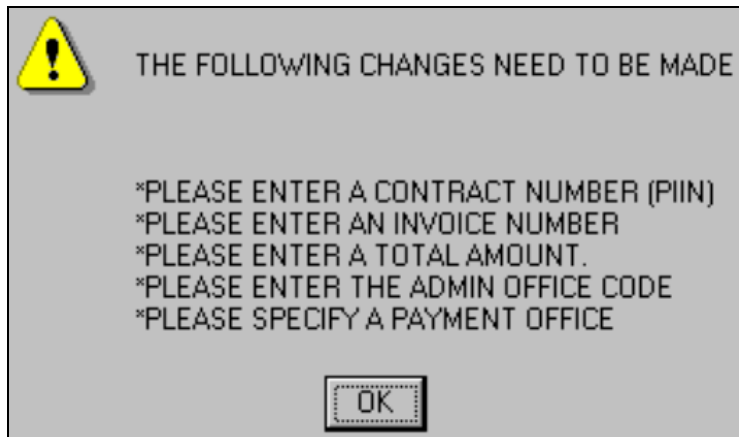 THE FOLLOWING CHANGES NEED TO BE MADE
*PLEASE ENTER A CONTRACT NUMBER (PIIN)
*PLEASE ENTER AN INVOICE NUMBER
*PLEASE ENTER A TOTAL AMOUNT.
*PLEASE ENTER THE ADMIN OFFICE CODE
*PLEASE SPECIFY A PAYMENT OFFICE
OK